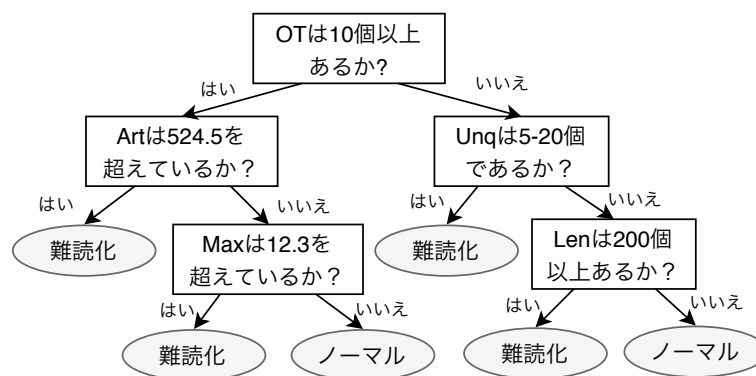 OTは10個以上
あるか?
はい
いいえ
Artは524.5を
超えているか？
Unqは5-20個
であるか？
はい
いいえ
はい
いいえ
難読化
Maxは12.3を
超えているか？
難読化
Lenは200個
以上あるか？
はい
いいえ
はい
いいえ
難読化
ノーマル
難読化
ノーマル